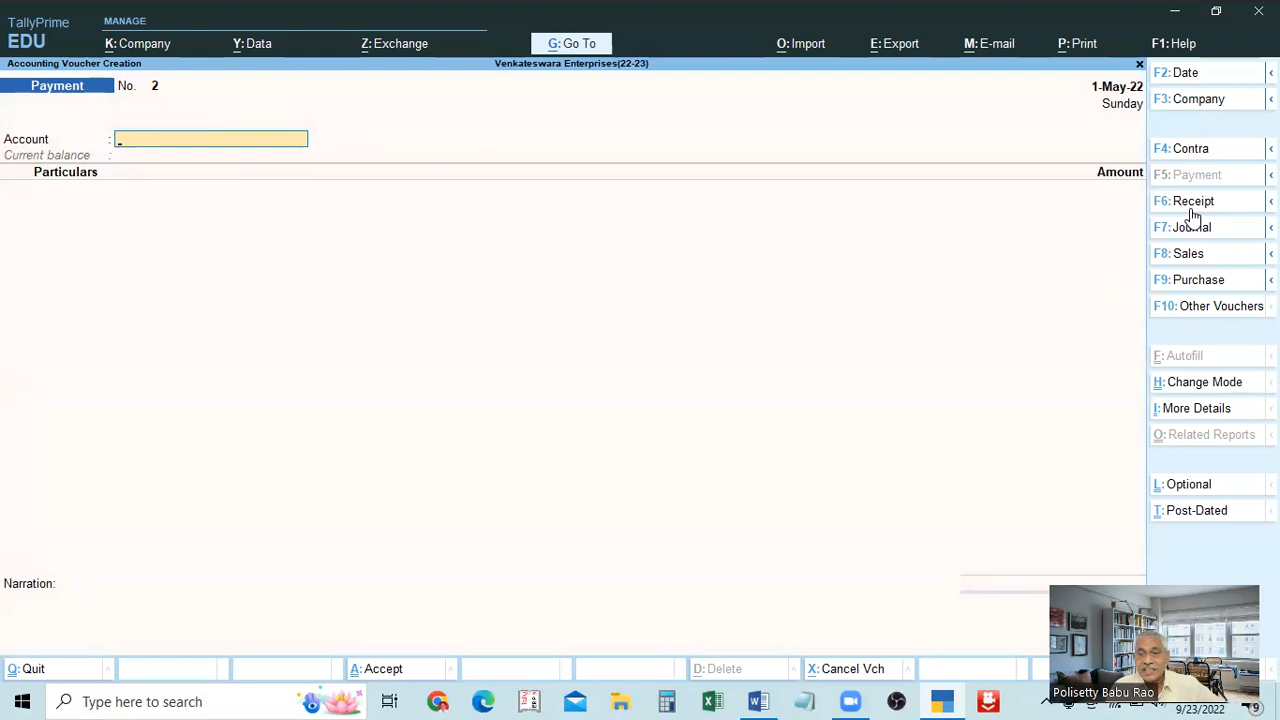 TallyPrime
EDU
MANAGE
K: Company
Y: Data
Z: Exchange
G: Go To
O: Import
E: Export
M: E-mail
P: Print
F1: Help
Accounting Voucher Creation
Venkateswara Enterprises(22-23)
Payment No. 2
1-May-22
Sunday
Account :
Current balance :
Particulars
Amount
F2: Date
F3: Company
F4: Contra
F5: Payment
F6: Receipt
F7: Journal
F8: Sales
F9: Purchase
F10: Other Vouchers
F: Autofill
H: Change Mode
I: More Details
O: Related Reports
L: Optional
T: Post-Dated
Narration:
Q: Quit
A: Accept
D: Delete
X: Cancel Vch
Polisetty Babu Rao
Type here to search
9/23/2022